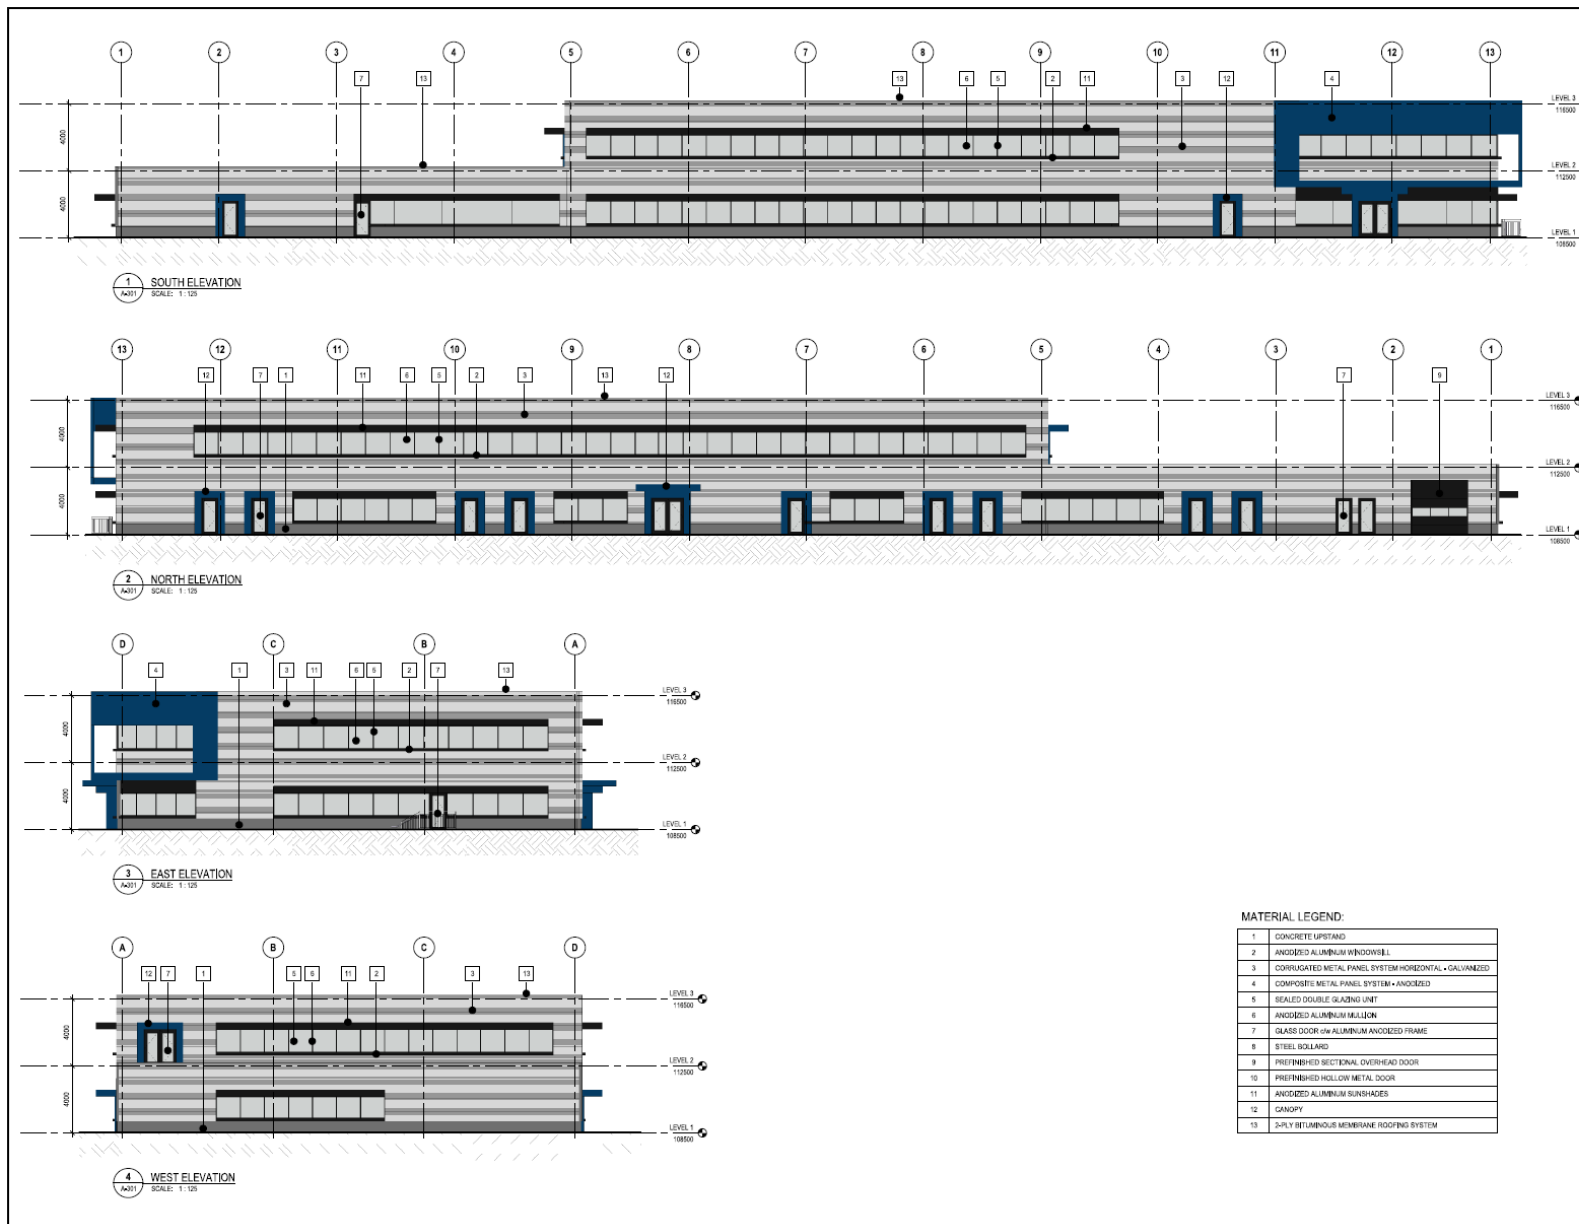 1 2 3 4 5 6 7 8 9 10 11 12 13
7 13 13 6 5 2 11 3 12 4
LEVEL 3
116500
4000
LEVEL 2
112500
4000
LEVEL 1
108500
1 SOUTH ELEVATION
A-301 SCALE: 1 : 125
13 12 11 10 9 8 7 6 5 4 3 2 1
12 7 1 11 6 5 2 3 13 12 7 9
LEVEL 3
116500
4000
LEVEL 2
112500
4000
LEVEL 1
108500
2 NORTH ELEVATION
A-301 SCALE: 1 : 125
D C B A
4 1 3 11 6 5 2 7 13
LEVEL 3
116500
4000
LEVEL 2
112500
4000
LEVEL 1
108500
3 EAST ELEVATION
A-301 SCALE: 1 : 125
A B C D
12 7 1 5 6 11 2 3 13
LEVEL 3
116500
4000
LEVEL 2
112500
4000
LEVEL 1
108500
4 WEST ELEVATION
A-301 SCALE: 1 : 125
MATERIAL LEGEND:
1 CONCRETE UPSTAND
2 ANODIZED ALUMINUM WINDOWSILL
3 CORRUGATED METAL PANEL SYSTEM HORIZONTAL - GALVANIZED
4 COMPOSITE METAL PANEL SYSTEM - ANODIZED
5 SEALED DOUBLE GLAZING UNIT
6 ANODIZED ALUMINUM MULLION
7 GLASS DOOR c/w ALUMINUM ANODIZED FRAME
8 STEEL BOLLARD
9 PREFINISHED SECTIONAL OVERHEAD DOOR
10 PREFINISHED HOLLOW METAL DOOR
11 ANODIZED ALUMINUM SUNSHADES
12 CANOPY
13 2-PLY BITUMINOUS MEMBRANE ROOFING SYSTEM